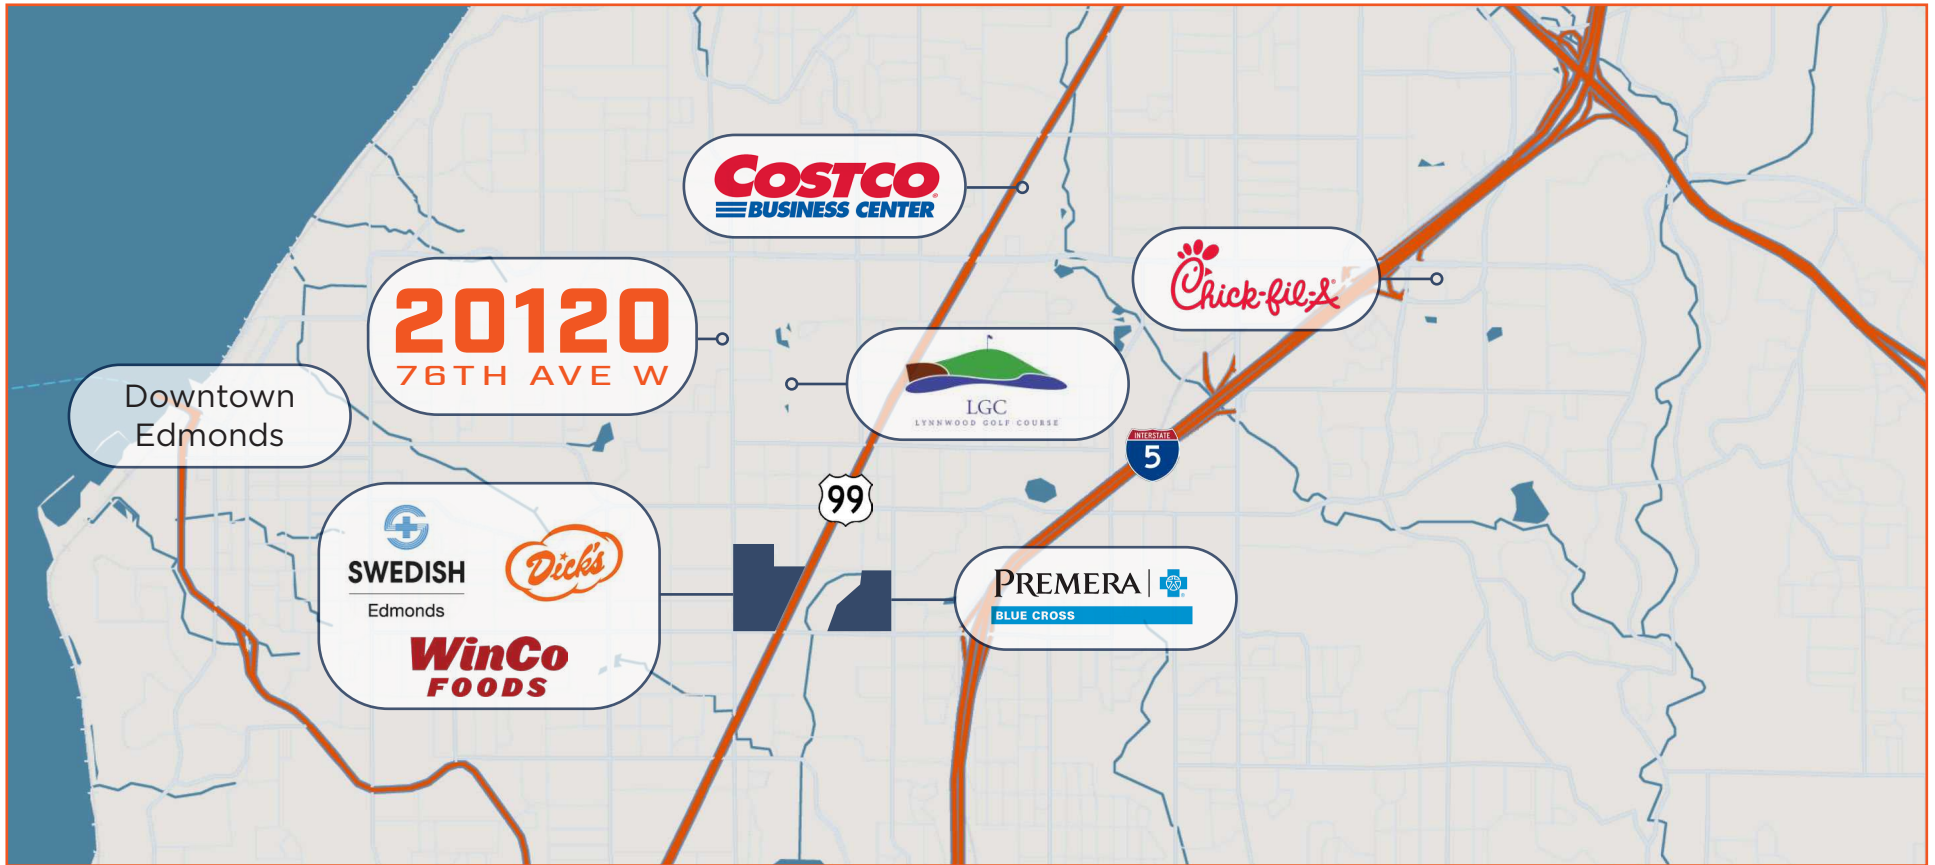 COSTCO
BUSINESS CENTER
Chick-fil-A
20120
76TH AVE W
LGC
LYNNWOOD GOLF COURSE
Downtown
Edmonds
INTERSTATE
5
99
SWEDISH
Edmonds
Dick's
WinCo
FOODS
PREMERA
BLUE CROSS